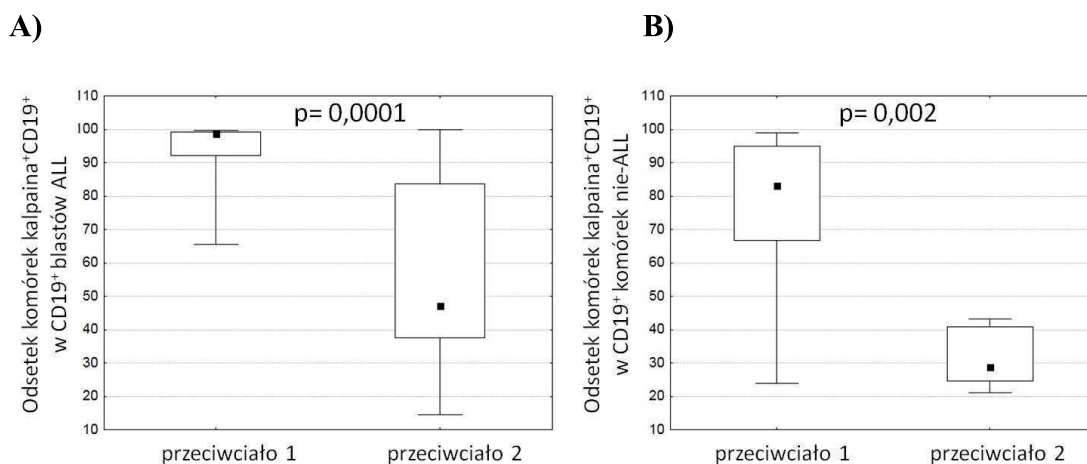 A)
B)
Odsetek komórek kalpaina⁺CD19⁺
w CD19⁺ blastów ALL
p= 0,0001
110
100
90
80
70
60
50
40
30
20
10
przeciwciało 1
przeciwciało 2
Odsetek komórek kalpaina⁺CD19⁺
w CD19⁺ komórek nie-ALL
p= 0,002
110
100
90
80
70
60
50
40
30
20
10
przeciwciało 1
przeciwciało 2